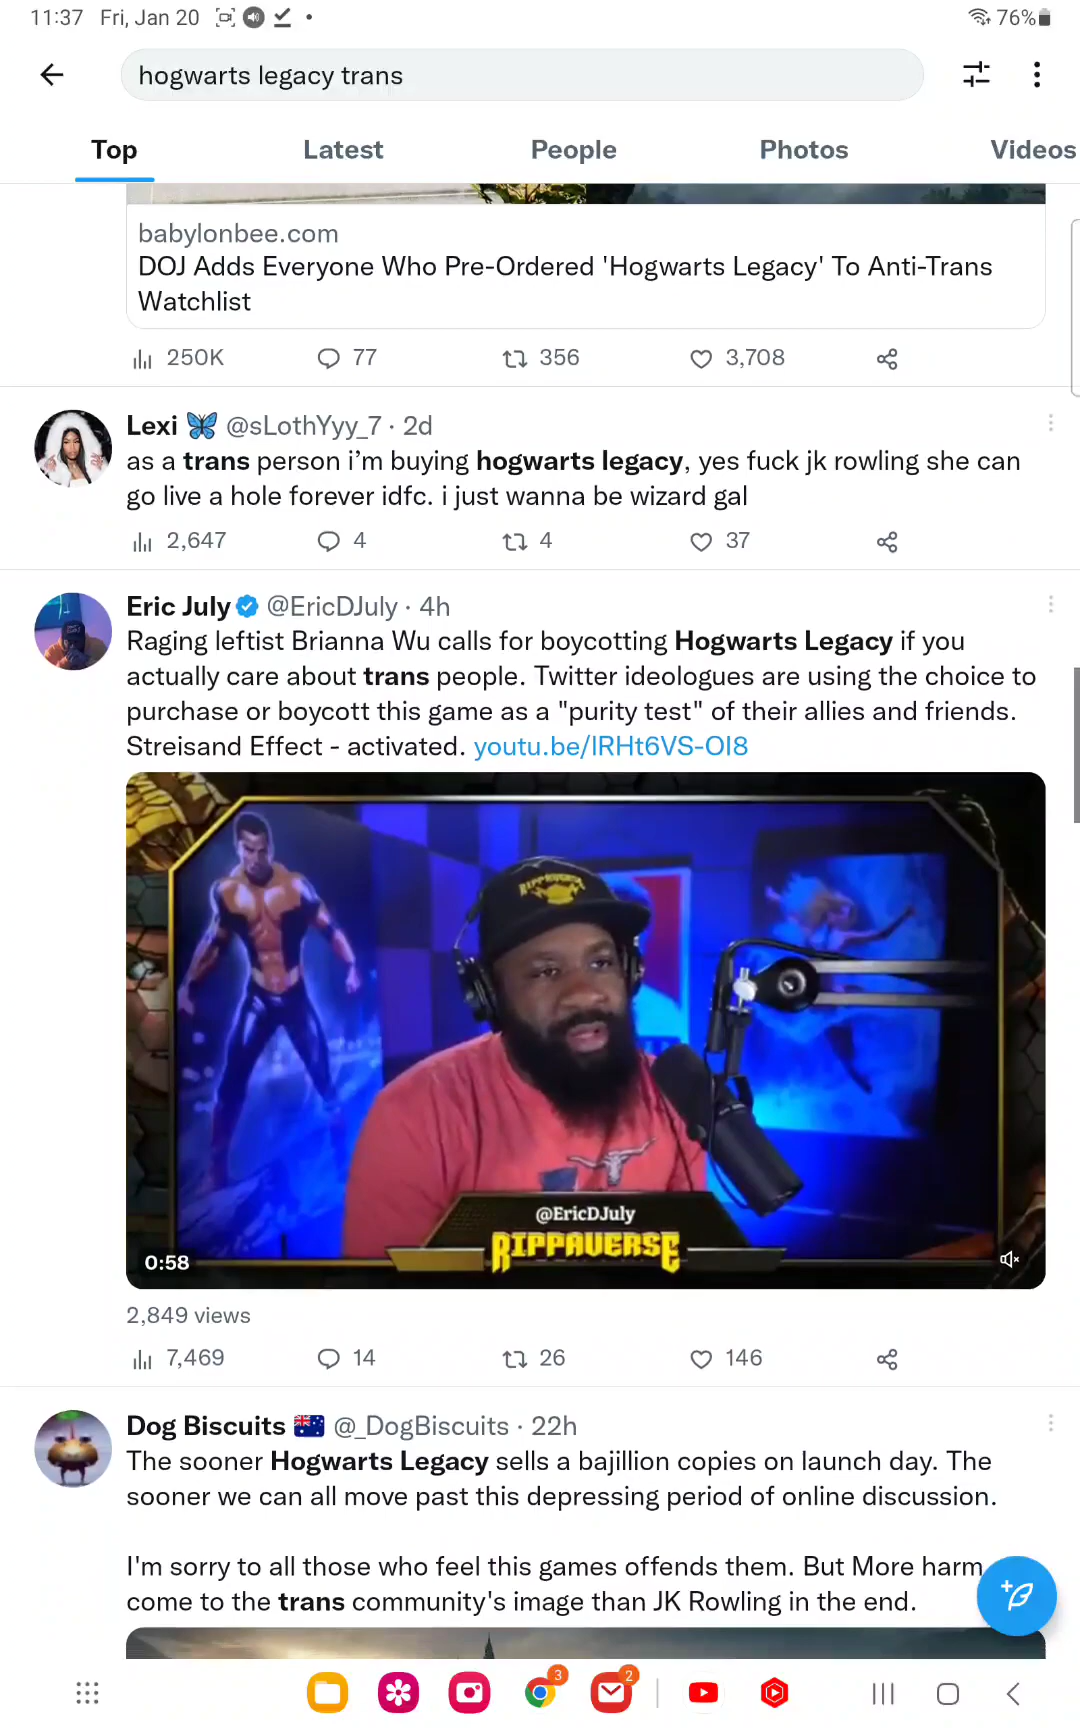 11:37 Fri, Jan 20
76%
hogwarts legacy trans
Top Latest People Photos Videos
babylonbee.com
DOJ Adds Everyone Who Pre-Ordered 'Hogwarts Legacy' To Anti-Trans
Watchlist
250K 77 356 3,708
Lexi 🦋 @sLothYyy_7 · 2d
as a trans person i'm buying hogwarts legacy, yes fuck jk rowling she can
go live a hole forever idfc. i just wanna be wizard gal
2,647 4 4 37
Eric July @EricDJuly · 4h
Raging leftist Brianna Wu calls for boycotting Hogwarts Legacy if you
actually care about trans people. Twitter ideologues are using the choice to
purchase or boycott this game as a "purity test" of their allies and friends.
Streisand Effect - activated. youtu.be/IRHt6VS-OI8
RIPPAVERSE
@EricDJuly
RIPPAVERSE
0:58
2,849 views
7,469 14 26 146
Dog Biscuits 🇦🇺 @_DogBiscuits · 22h
The sooner Hogwarts Legacy sells a bajillion copies on launch day. The
sooner we can all move past this depressing period of online discussion.
I'm sorry to all those who feel this games offends them. But More harm
come to the trans community's image than JK Rowling in the end.
3 2